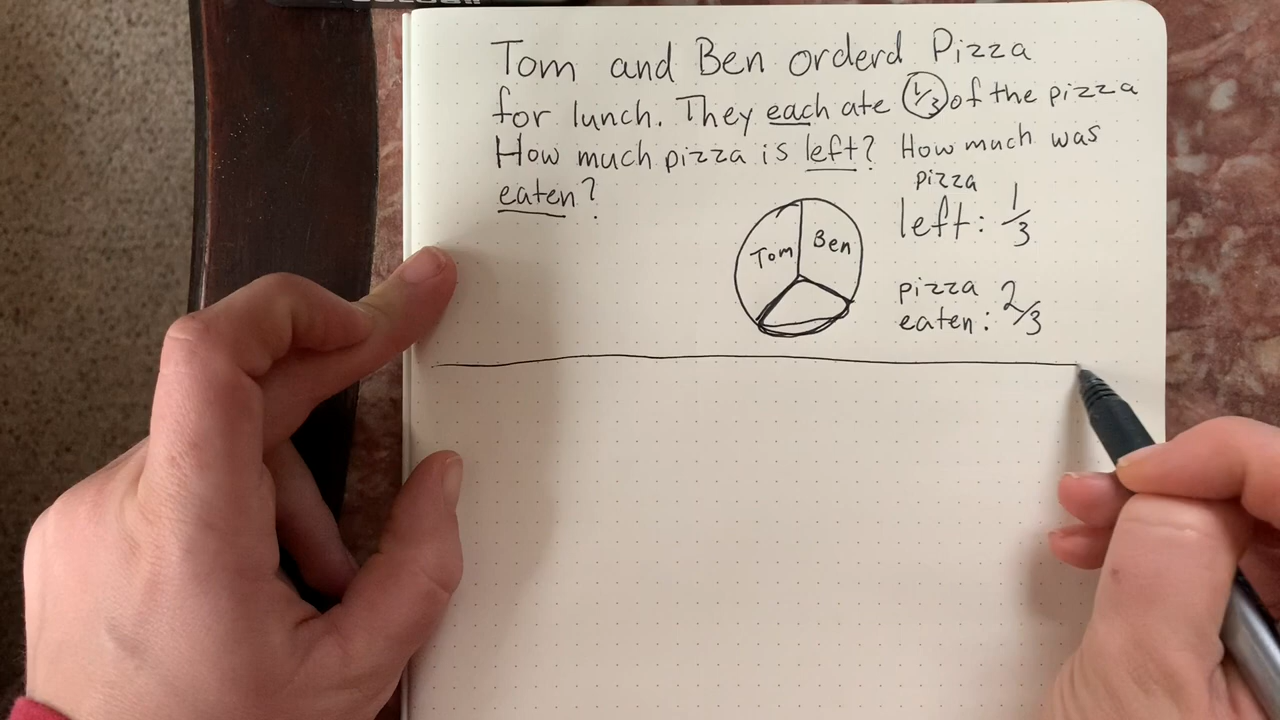 Tom and Ben orderd Pizza
for lunch. They each ate 1/3 of the pizza
How much pizza is left? How much was
eaten?
pizza
left: 1/3
Tom Ben
pizza
eaten: 2/3